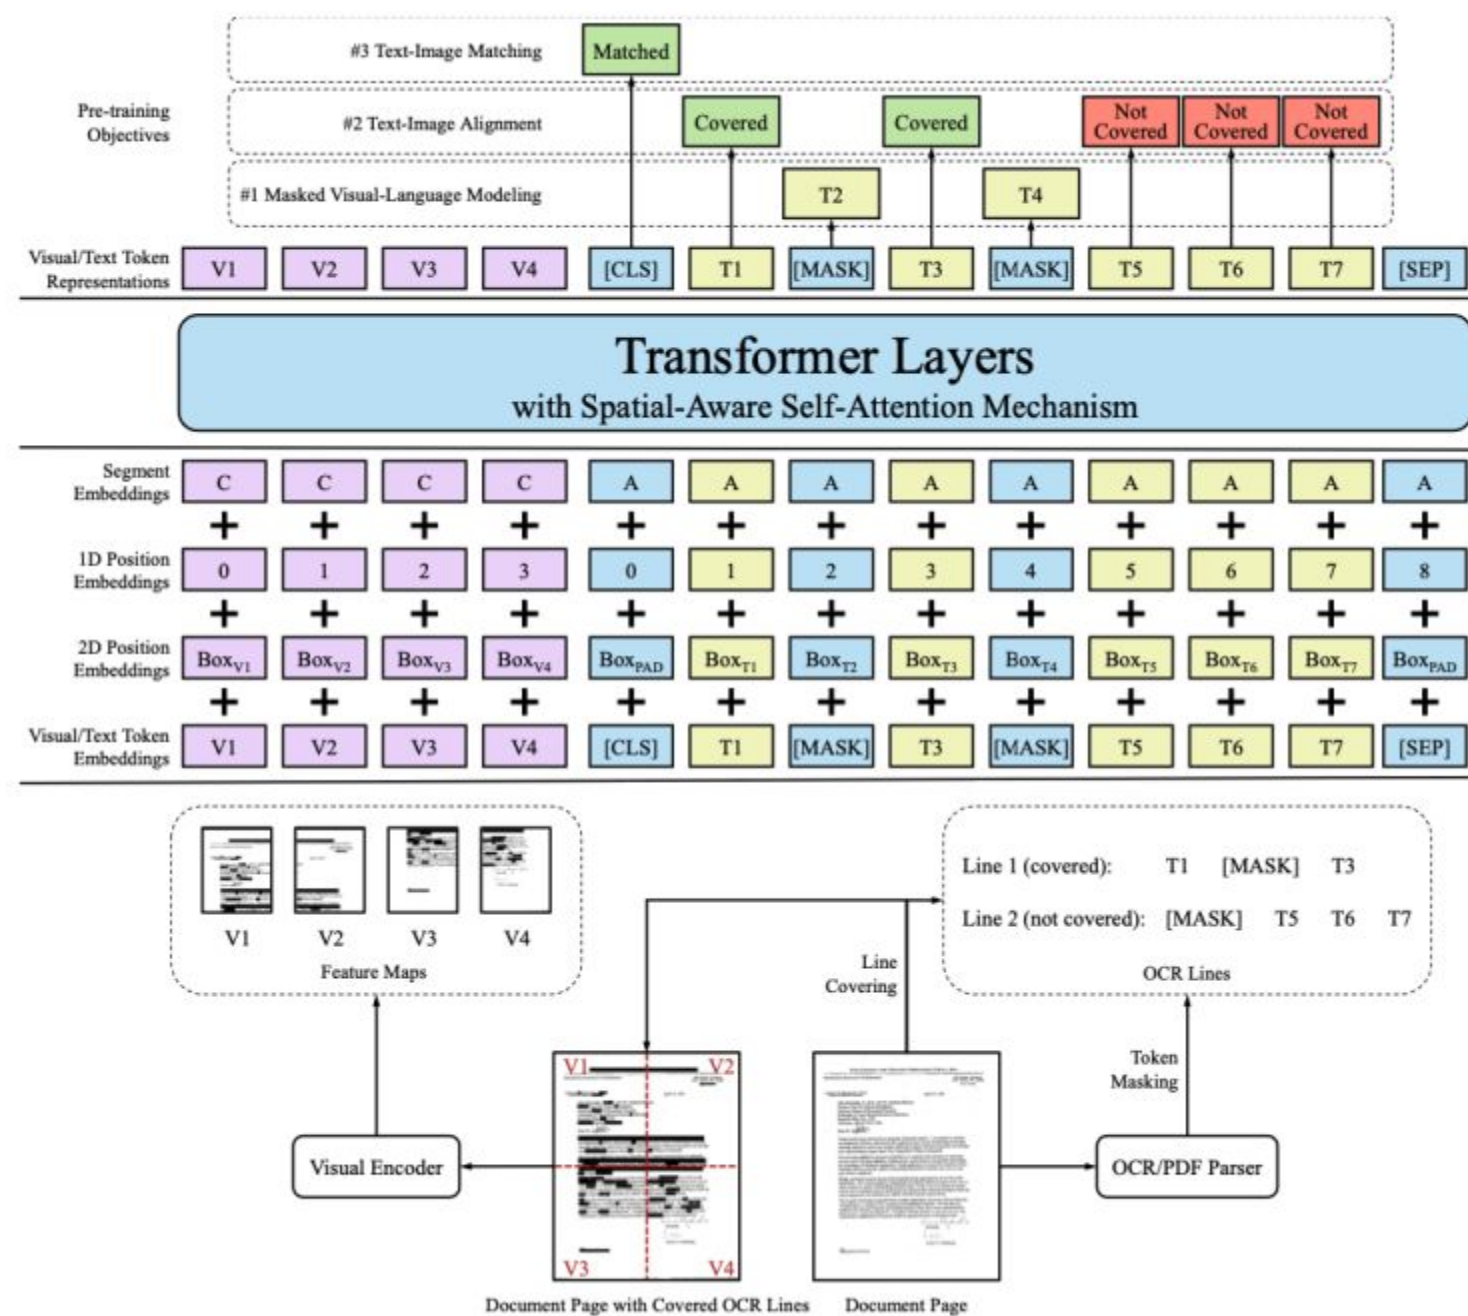 #3 Text-Image Matching Matched
Pre-training Objectives
#2 Text-Image Alignment Covered Covered Not Covered Not Covered Not Covered
#1 Masked Visual-Language Modeling T2 T4
Visual/Text Token Representations V1 V2 V3 V4 [CLS] T1 [MASK] T3 [MASK] T5 T6 T7 [SEP]
Transformer Layers
with Spatial-Aware Self-Attention Mechanism
Segment Embeddings C C C C A A A A A A A A A
+ + + + + + + + + + + + +
1D Position Embeddings 0 1 2 3 0 1 2 3 4 5 6 7 8
+ + + + + + + + + + + + +
2D Position Embeddings BoxV1 BoxV2 BoxV3 BoxV4 BoxPAD BoxT1 BoxT2 BoxT3 BoxT4 BoxT5 BoxT6 BoxT7 BoxPAD
+ + + + + + + + + + + + +
Visual/Text Token Embeddings V1 V2 V3 V4 [CLS] T1 [MASK] T3 [MASK] T5 T6 T7 [SEP]
V1 V2 V3 V4
Feature Maps
Line 1 (covered): T1 [MASK] T3
Line 2 (not covered): [MASK] T5 T6 T7
OCR Lines
Line Covering
Token Masking
V1 V2
V3 V4
Visual Encoder
OCR/PDF Parser
Document Page with Covered OCR Lines
Document Page